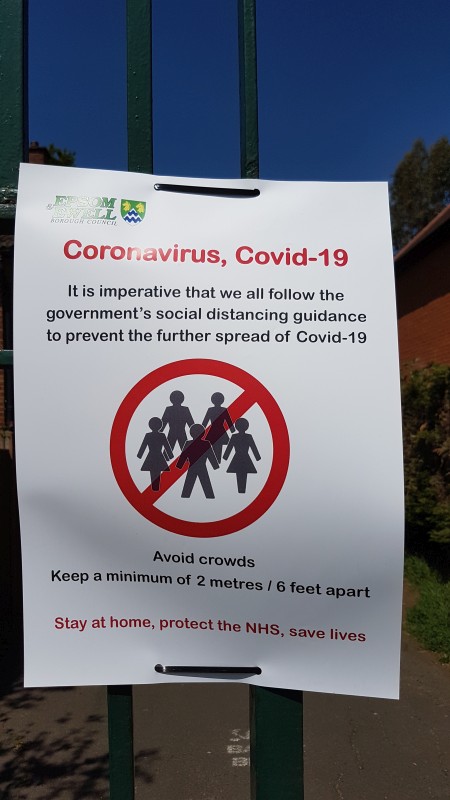 EPSOM
& EWELL
BOROUGH COUNCIL
Coronavirus, Covid-19
It is imperative that we all follow the
government's social distancing guidance
to prevent the further spread of Covid-19
Avoid crowds
Keep a minimum of 2 metres / 6 feet apart
Stay at home, protect the NHS, save lives